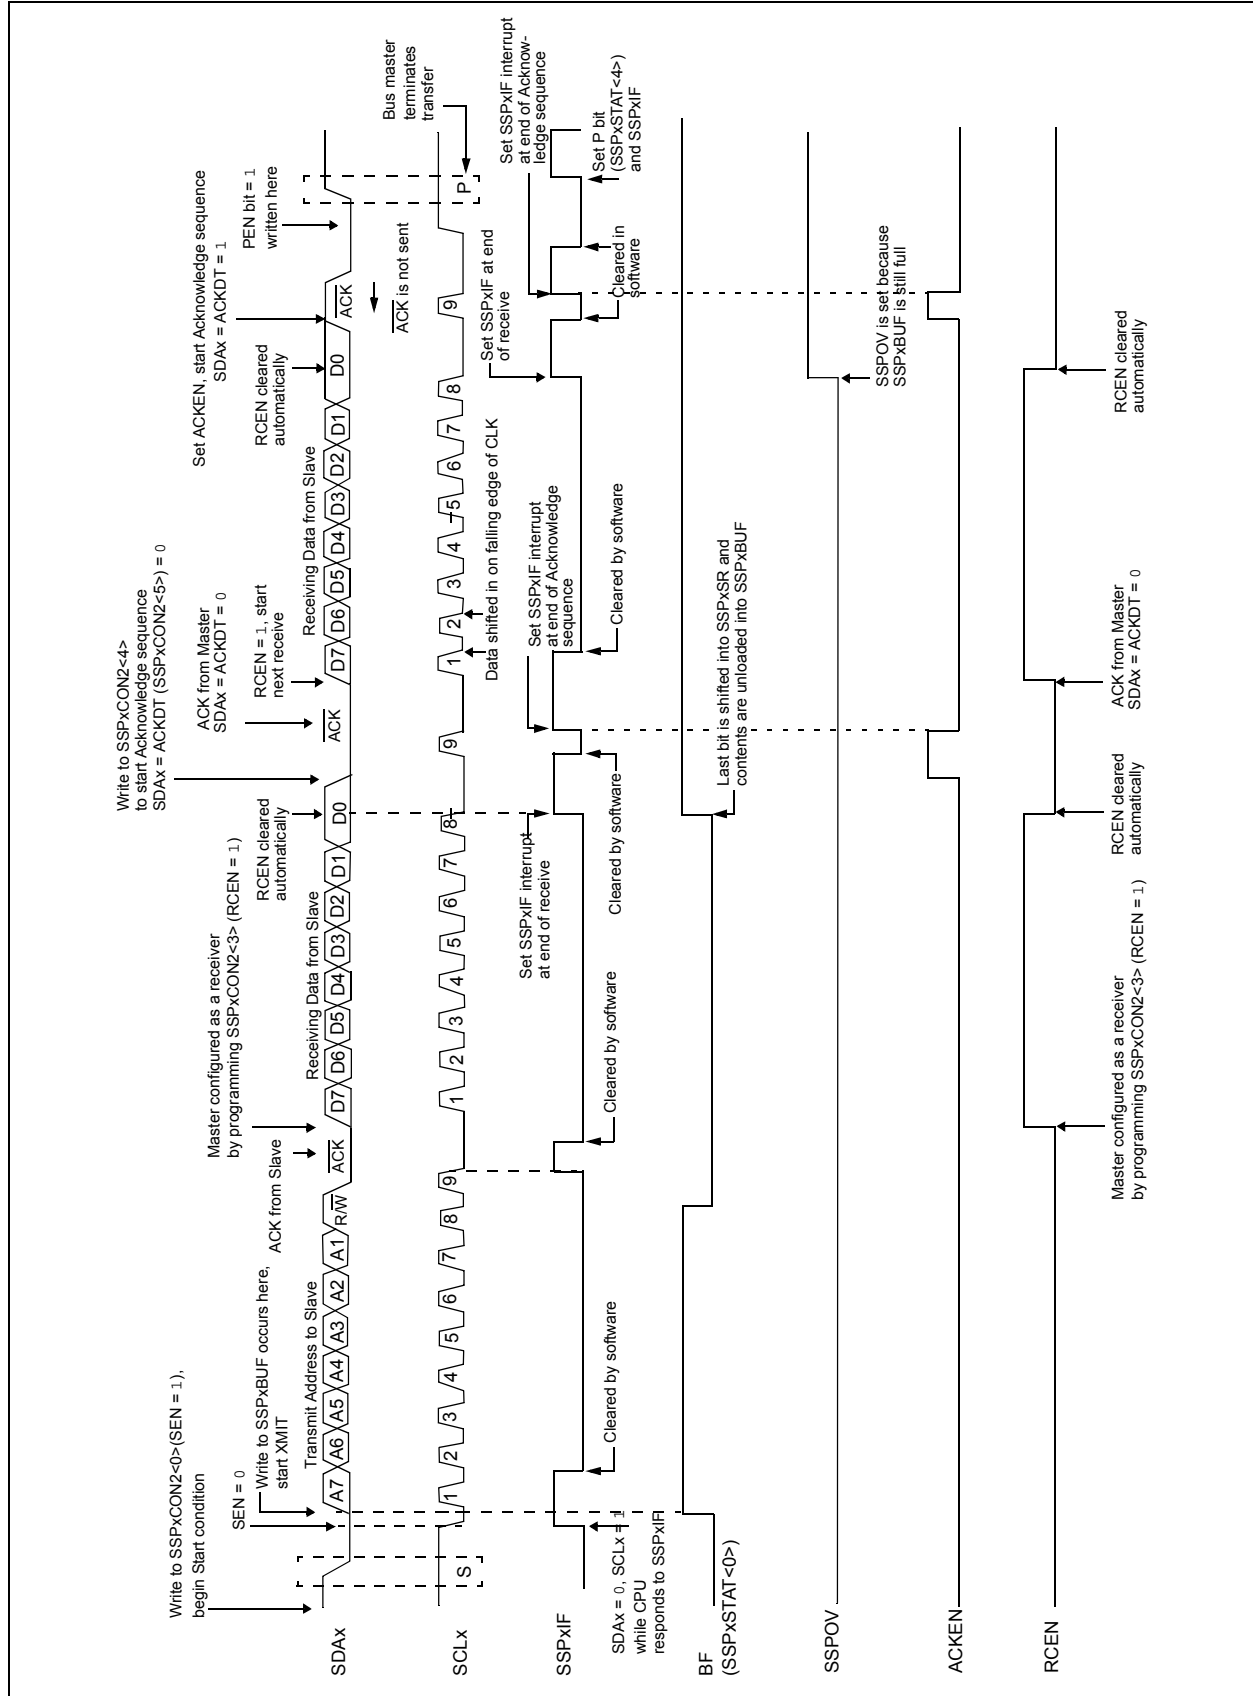 Write to SSPxCON2<0>(SEN = 1),
begin Start condition
SEN = 0
Write to SSPxBUF occurs here,
start XMIT
ACK from Slave
Master configured as a receiver
by programming SSPxCON2<3> (RCEN = 1)
RCEN cleared
automatically
Write to SSPxCON2<4>
to start Acknowledge sequence
SDAx = ACKDT (SSPxCON2<5>) = 0
ACK from Master
SDAx = ACKDT = 0
RCEN = 1, start
next receive
RCEN cleared
automatically
Set ACKEN, start Acknowledge sequence
SDAx = ACKDT = 1
PEN bit = 1
written here
Transmit Address to Slave
Receiving Data from Slave
Receiving Data from Slave
SDAx
A7 A6 A5 A4 A3 A2 A1 R/W ACK D7 D6 D5 D4 D3 D2 D1 D0 ACK D7 D6 D5 D4 D3 D2 D1 D0 ACK
ACK is not sent
Bus master
terminates
transfer
SCLx
S 1 2 3 4 5 6 7 8 9 1 2 3 4 5 6 7 8 9 1 2 3 4 5 6 7 8 9 P
Data shifted in on falling edge of CLK
Set SSPxIF interrupt
at end of receive
Set SSPxIF interrupt
at end of Acknowledge
sequence
Set SSPxIF at end
of receive
Set SSPxIF interrupt
at end of Acknow-
ledge sequence
SSPxIF
SDAx = 0, SCLx = 1
while CPU
responds to SSPxIF
Cleared by software
Cleared by software
Cleared by software
Cleared by software
Cleared in
software
Set P bit
(SSPxSTAT<4>)
and SSPxIF
BF
(SSPxSTAT<0>)
Last bit is shifted into SSPxSR and
contents are unloaded into SSPxBUF
SSPOV
SSPOV is set because
SSPxBUF is still full
ACKEN
RCEN
Master configured as a receiver
by programming SSPxCON2<3> (RCEN = 1)
RCEN cleared
automatically
ACK from Master
SDAx = ACKDT = 0
RCEN cleared
automatically